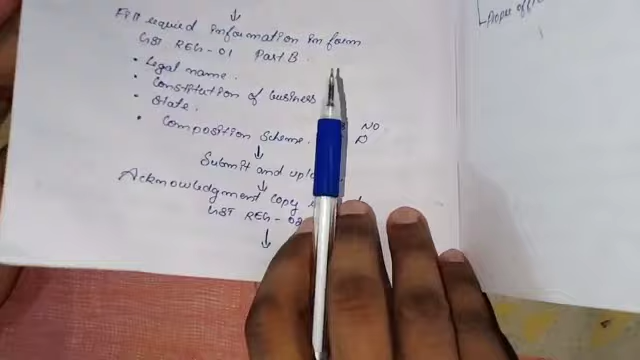 Fill required information in form
GST REG-01 Part B.
• Legal name.
• Constitution of business
• State.
• Composition Scheme. NO
Submit and
Acknowledgment copy
GST REG-02